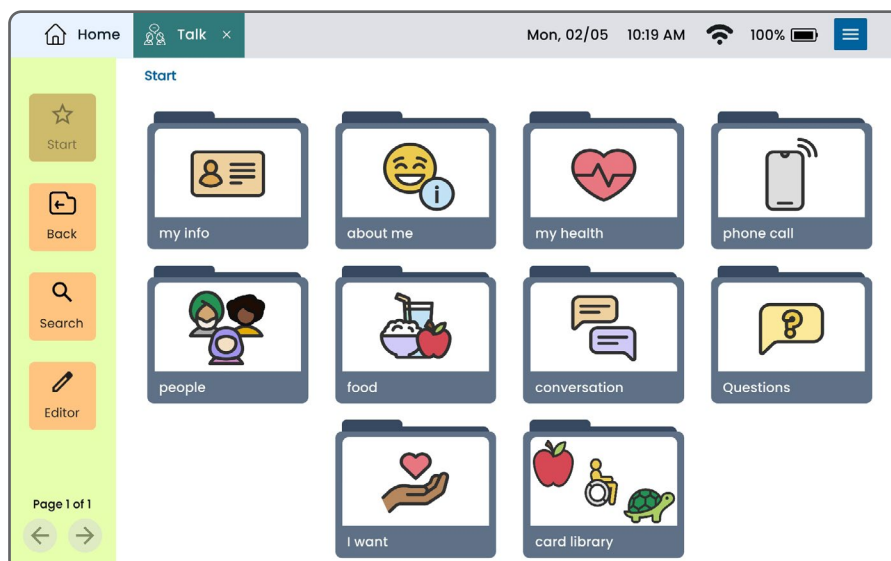 Home
Talk ×
Mon, 02/05 10:19 AM
100%
Start
Start
Back
Search
Editor
Page 1 of 1
my info
about me
my health
phone call
people
food
conversation
Questions
I want
card library